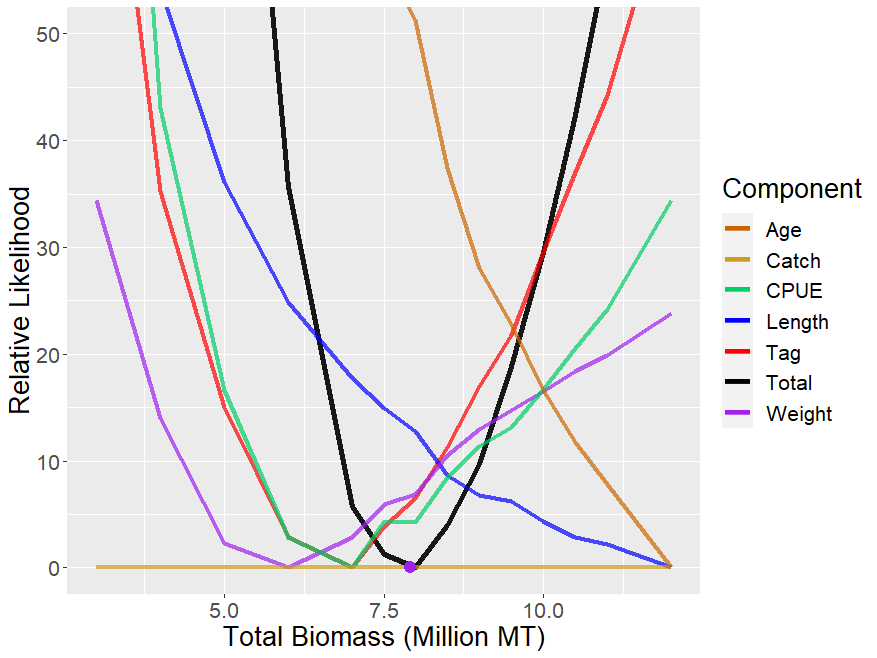 50
40
30
20
10
0
Relative Likelihood
5.0 7.5 10.0
Total Biomass (Million MT)
Component
Age
Catch
CPUE
Length
Tag
Total
Weight